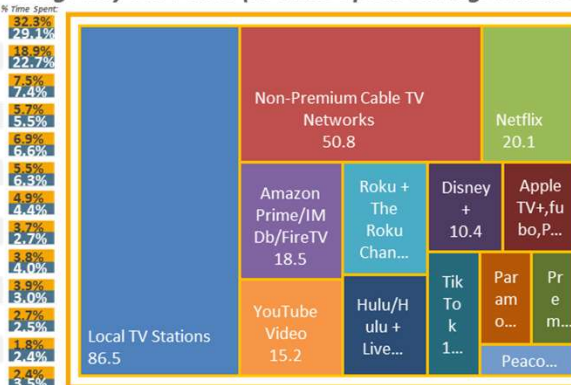 % Time Spent:
32.3%
29.1%
18.9%
22.7%
7.5%
7.4%
5.7%
5.5%
6.9%
6.6%
5.5%
6.3%
4.9%
4.4%
3.7%
2.7%
3.8%
4.0%
3.9%
3.0%
2.7%
2.5%
1.8%
2.4%
2.4%
3.5%
Local TV Stations
86.5
Non-Premium Cable TV
Networks
50.8
Netflix
20.1
Amazon
Prime/IM
Db/FireTV
18.5
Roku +
The
Roku
Chan...
Disney
+
10.4
Apple
TV+,fu
bo,P...
YouTube
Video
15.2
Hulu/H
ulu +
Live...
Tik
To
k
1...
Par
am
o...
Pr
e
m...
Peaco...